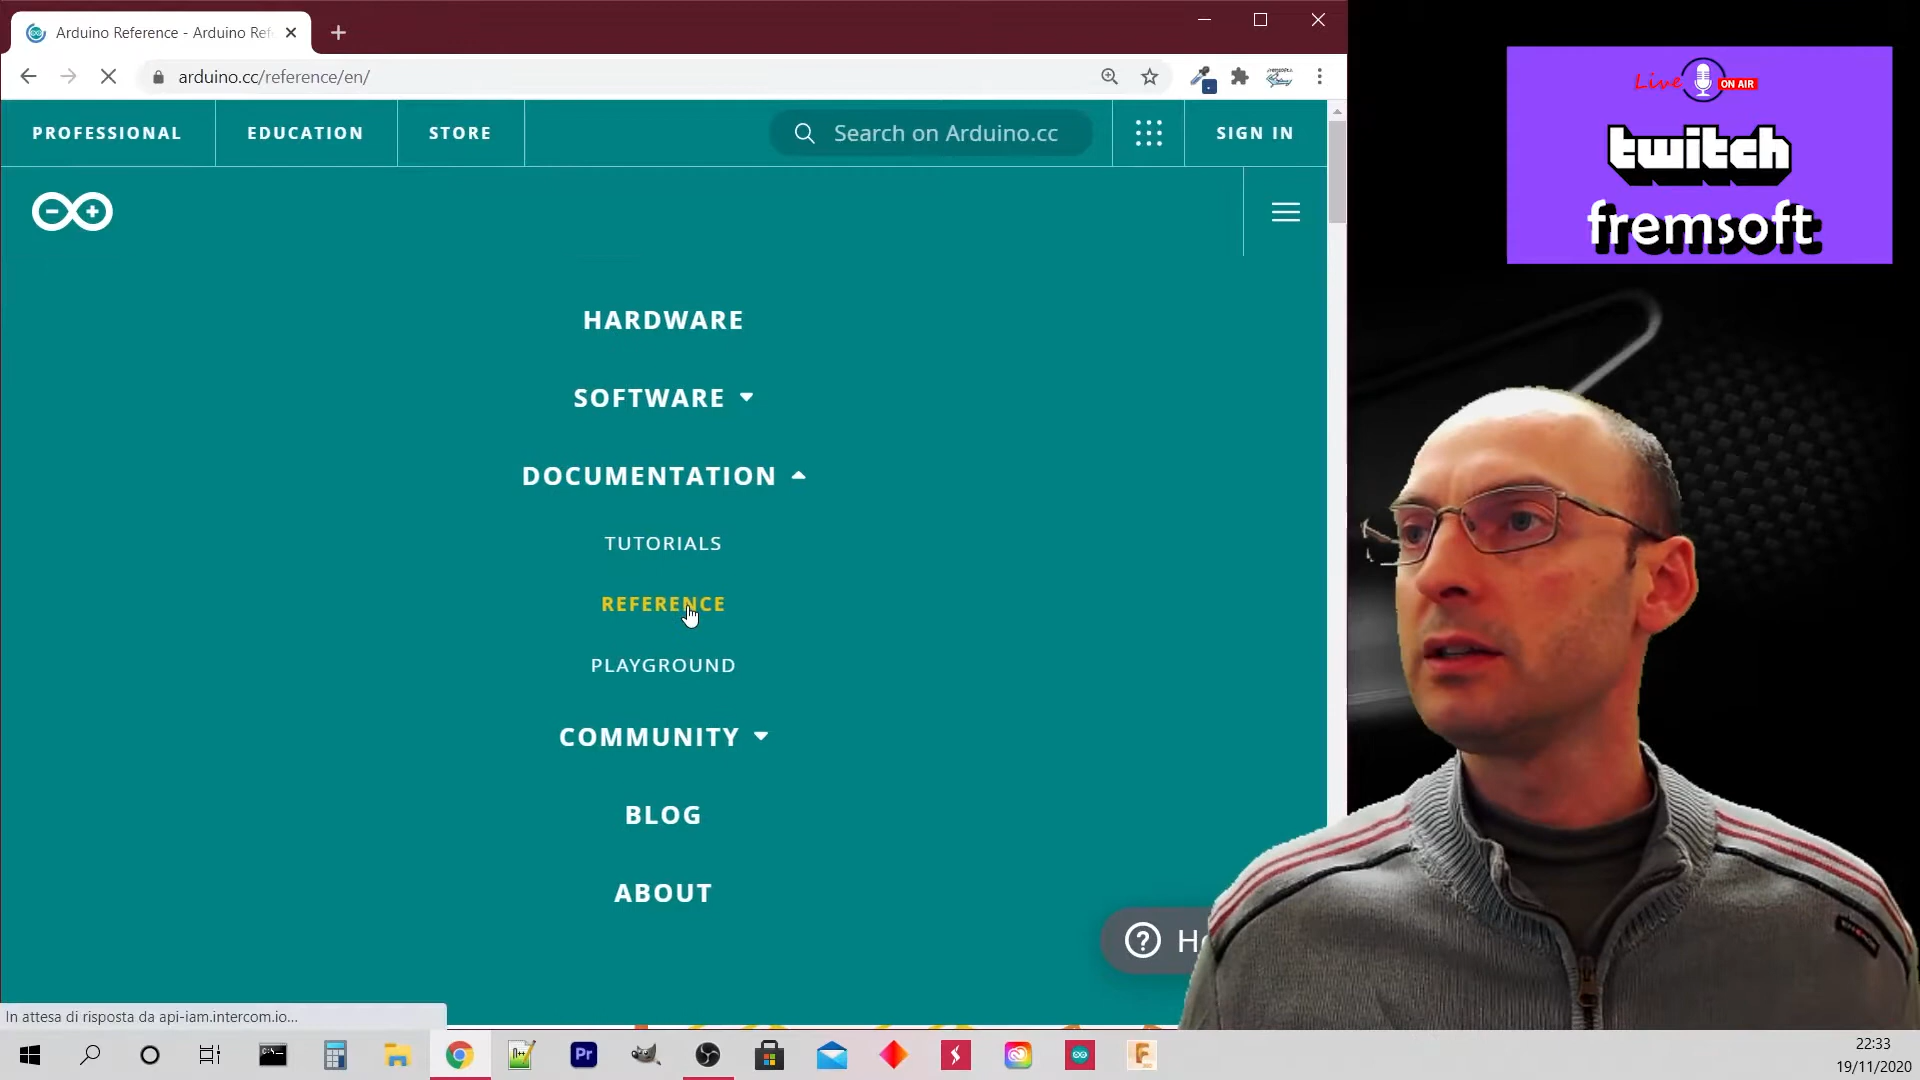 Arduino Reference - Arduino Ref
arduino.cc/reference/en/
PROFESSIONAL
EDUCATION
STORE
Search on Arduino.cc
SIGN IN
HARDWARE
SOFTWARE
DOCUMENTATION
TUTORIALS
REFERENCE
PLAYGROUND
COMMUNITY
BLOG
ABOUT
In attesa di risposta da api-iam.intercom.io...
Live
ON AIR
twitch
fremsoft
Pr
22:33
19/11/2020